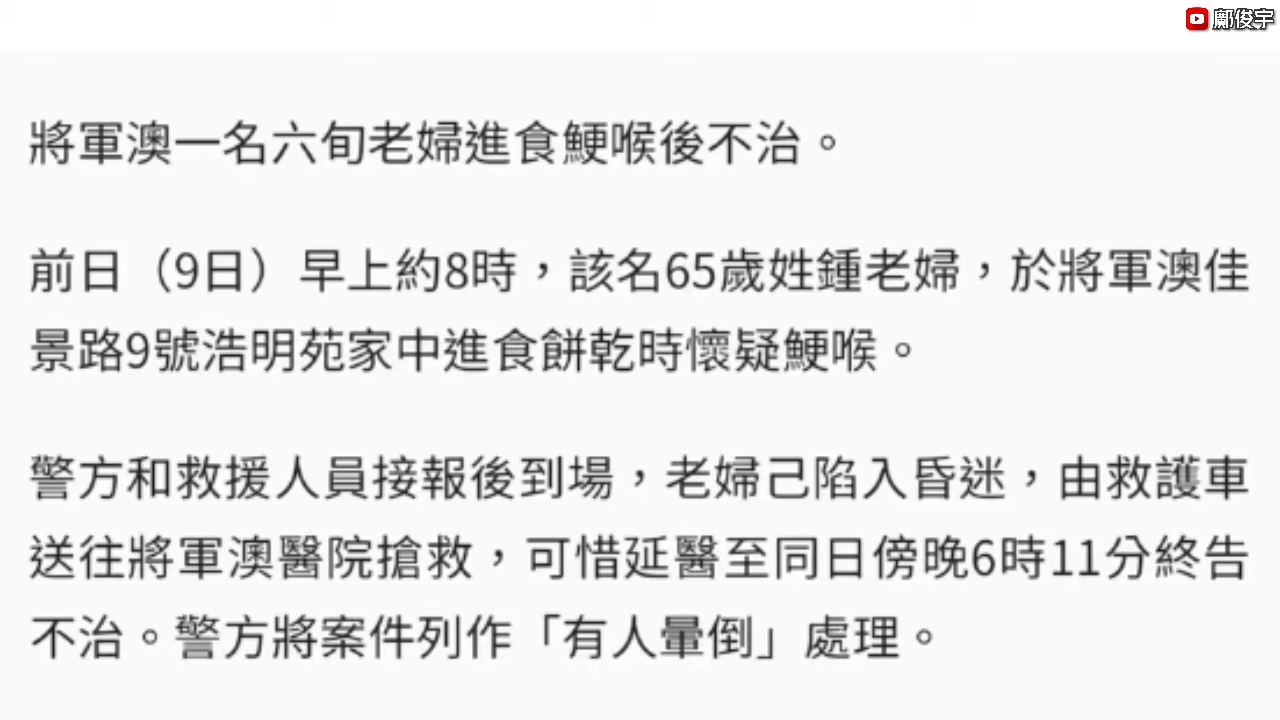 鄺俊宇
將軍澳一名六旬老婦進食鯁喉後不治。
前日（9日）早上約8時，該名65歲姓鍾老婦，於將軍澳佳
景路9號浩明苑家中進食餅乾時懷疑鯁喉。
警方和救援人員接報後到場，老婦己陷入昏迷，由救護車
送往將軍澳醫院搶救，可惜延醫至同日傍晚6時11分終告
不治。警方將案件列作「有人暈倒」處理。